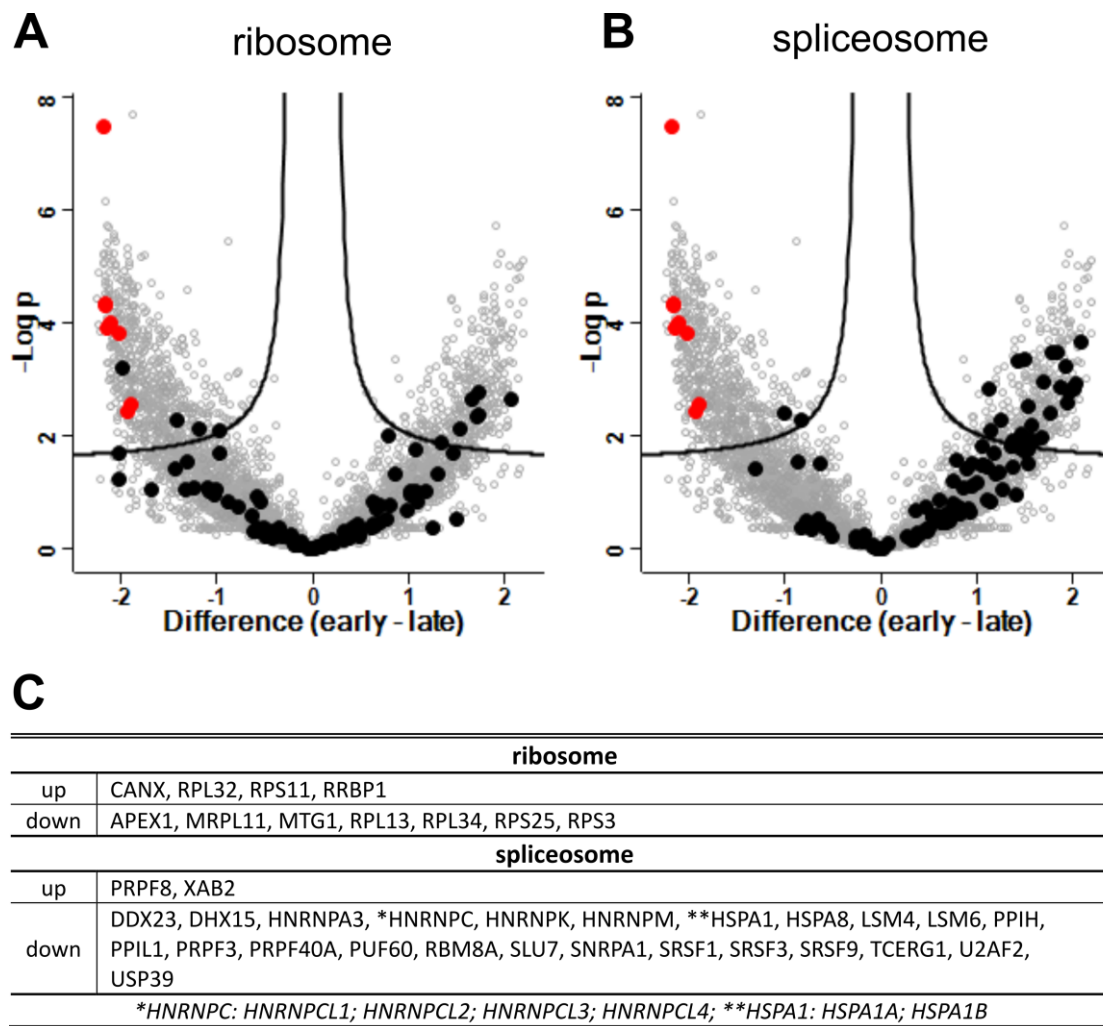 A
ribosome
B
spliceosome
8
6
4
2
0
-Log p
-2
-1
0
1
2
Difference (early - late)
8
6
4
2
0
-Log p
-2
-1
0
1
2
Difference (early - late)
C
ribosome
up CANX, RPL32, RPS11, RRBP1
down APEX1, MRPL11, MTG1, RPL13, RPL34, RPS25, RPS3
spliceosome
up PRPF8, XAB2
DDX23, DHX15, HNRNPA3, *HNRNPC, HNRNPK, HNRNPM, **HSPA1, HSPA8, LSM4, LSM6, PPIH,
down PPIL1, PRPF3, PRPF40A, PUF60, RBM8A, SLU7, SNRPA1, SRSF1, SRSF3, SRSF9, TCERG1, U2AF2,
USP39
*HNRNPC: HNRNPCL1; HNRNPCL2; HNRNPCL3; HNRNPCL4; **HSPA1: HSPA1A; HSPA1B